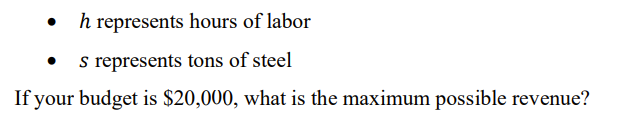 • h represents hours of labor
• s represents tons of steel
If your budget is $20,000, what is the maximum possible revenue?